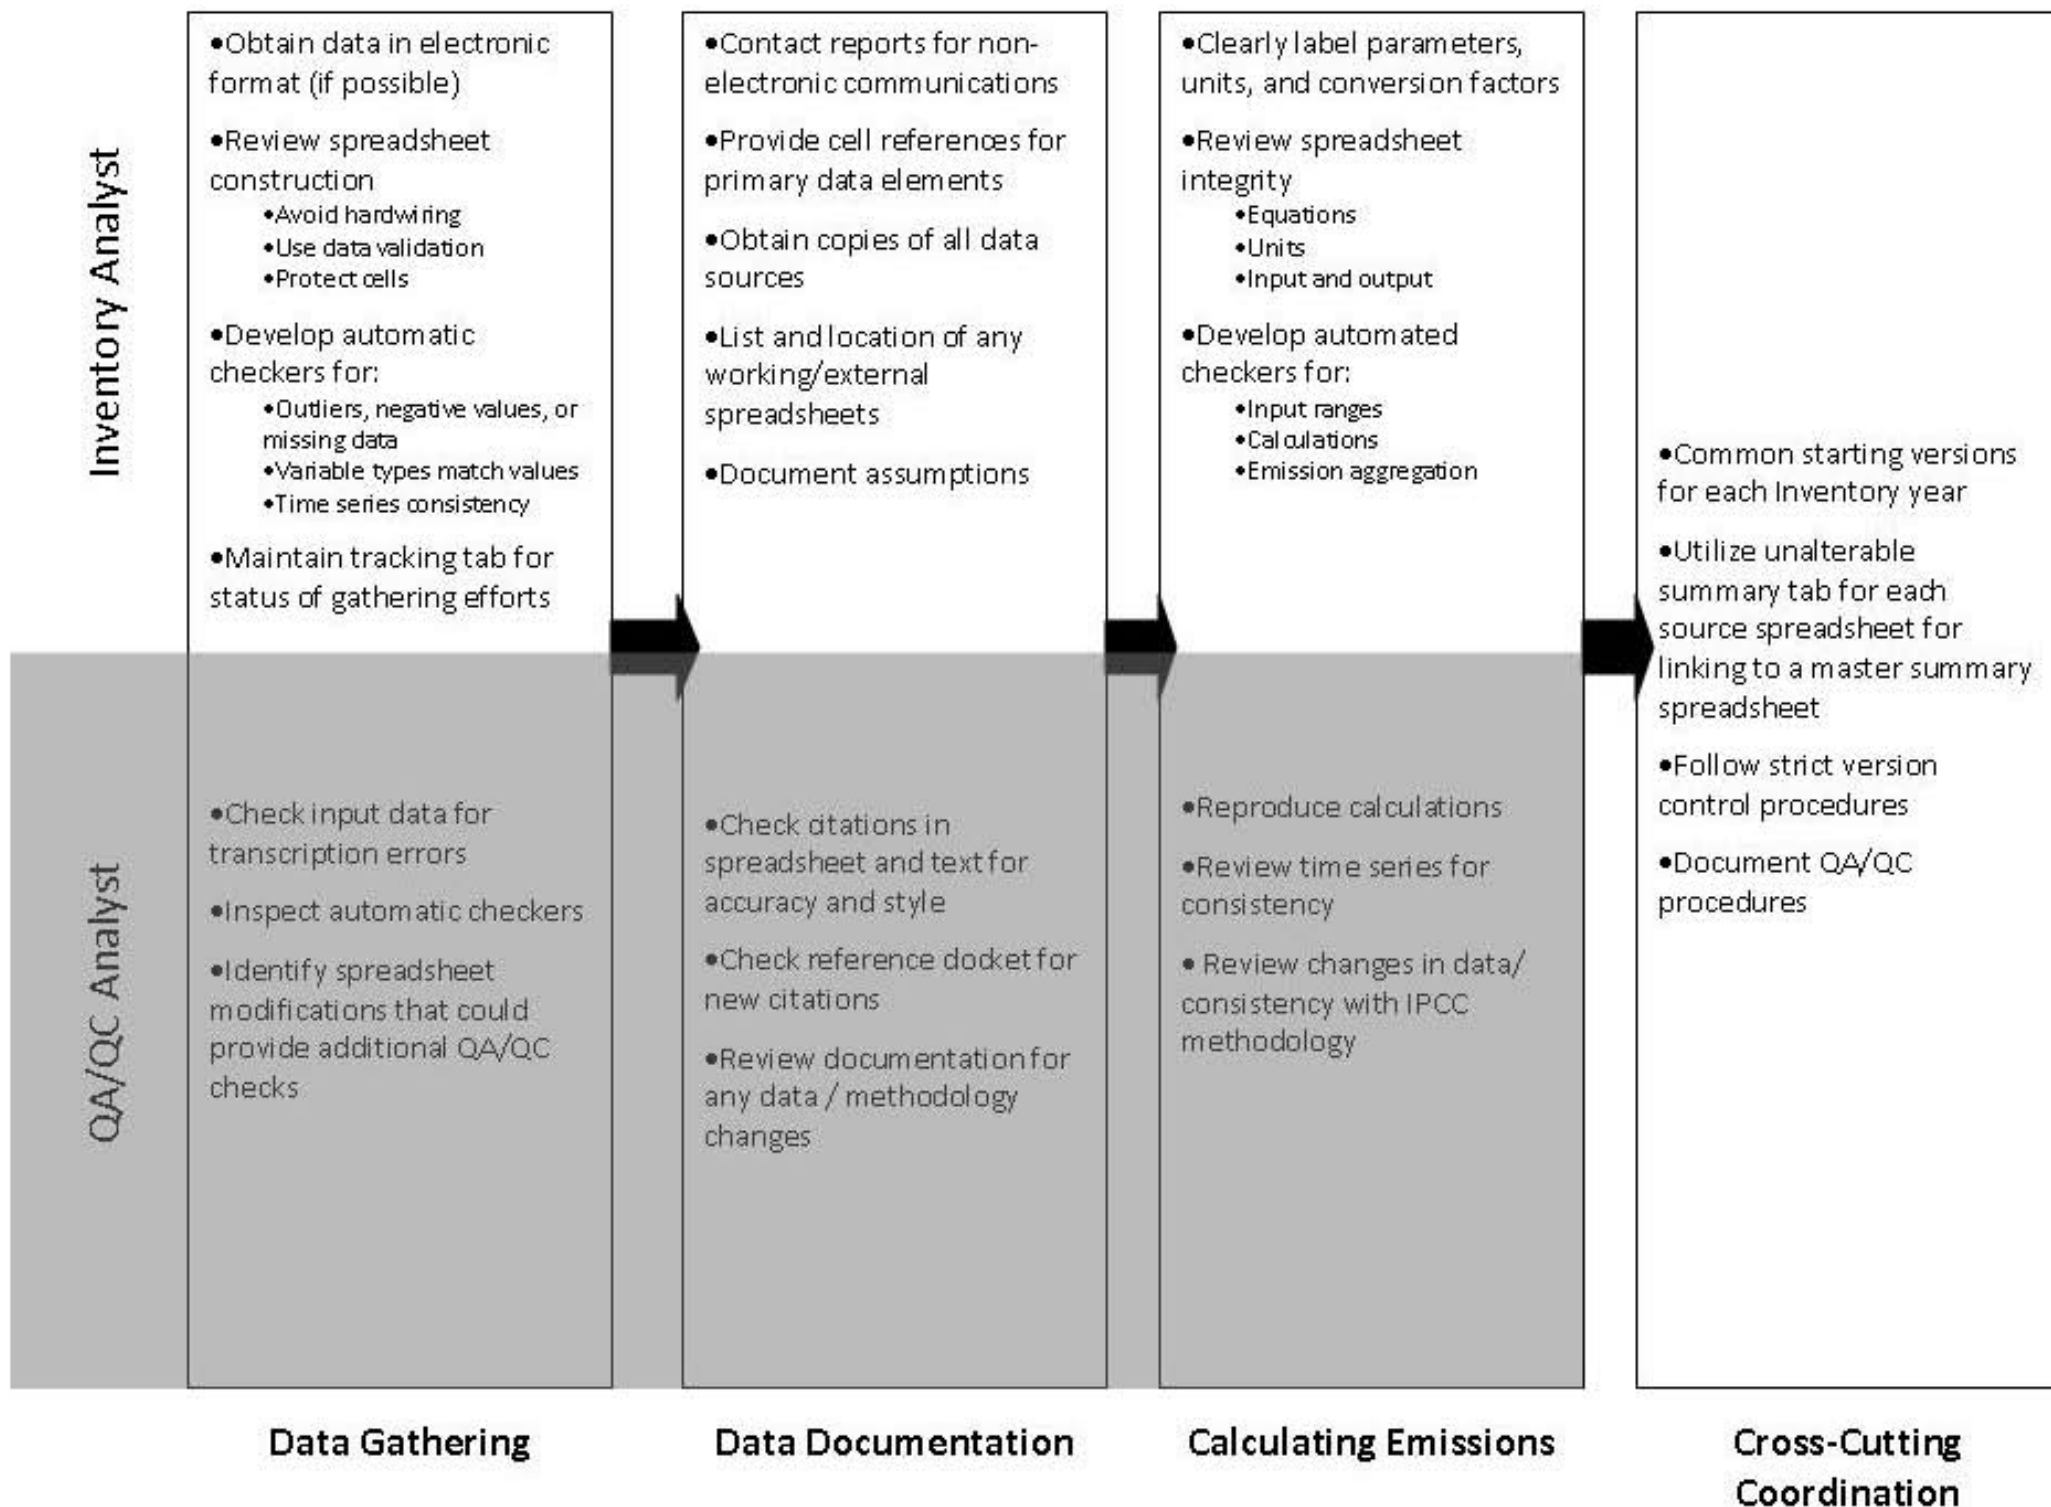 Inventory Analyst
•Obtain data in electronic
format (if possible)
•Review spreadsheet
construction
•Avoid hardwiring
•Use data validation
•Protect cells
•Develop automatic
checkers for:
•Outliers, negative values, or
missing data
•Variable types match values
•Time series consistency
•Maintain tracking tab for
status of gathering efforts
•Contact reports for non-
electronic communications
•Provide cell references for
primary data elements
•Obtain copies of all data
sources
•List and location of any
working/external
spreadsheets
•Document assumptions
•Clearly label parameters,
units, and conversion factors
•Review spreadsheet
integrity
•Equations
•Units
•Input and output
•Develop automated
checkers for:
•Input ranges
•Calculations
•Emission aggregation
•Common starting versions
for each Inventory year
•Utilize unalterable
summary tab for each
source spreadsheet for
linking to a master summary
spreadsheet
•Follow strict version
control procedures
•Document QA/QC
procedures
QA/QC Analyst
•Check input data for
transcription errors
•Inspect automatic checkers
•Identify spreadsheet
modifications that could
provide additional QA/QC
checks
•Check citations in
spreadsheet and text for
accuracy and style
•Check reference docket for
new citations
•Review documentation for
any data / methodology
changes
•Reproduce calculations
•Review time series for
consistency
• Review changes in data/
consistency with IPCC
methodology
Data Gathering
Data Documentation
Calculating Emissions
Cross-Cutting
Coordination